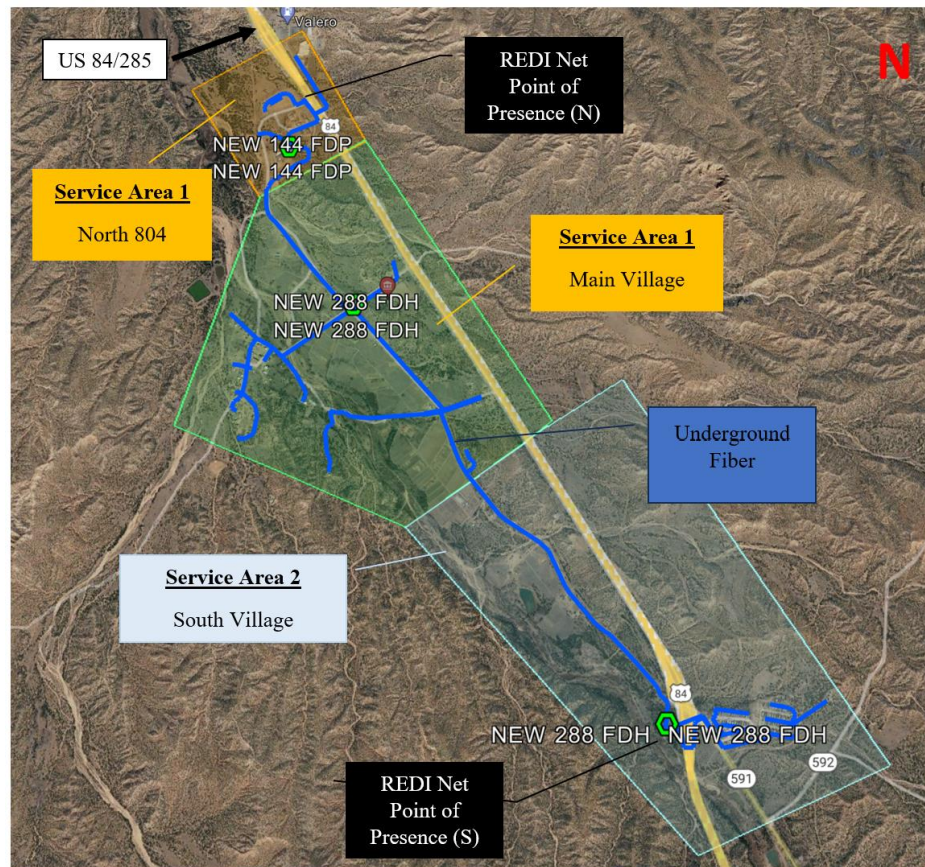 Valero
US 84/285
REDI Net
Point of
Presence (N)
N
84
NEW 144 FDP
NEW 144 FDP
Service Area 1
North 804
Service Area 1
Main Village
NEW 288 FDH
NEW 288 FDH
Underground
Fiber
Service Area 2
South Village
84
NEW 288 FDH
NEW 288 FDH
591
592
REDI Net
Point of
Presence (S)